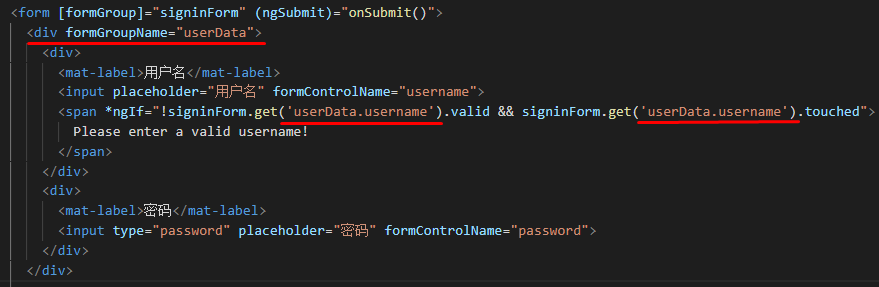 <form [formGroup]="signinForm" (ngSubmit)="onSubmit()">
<div formGroupName="userData">
<div>
<mat-label>用户名</mat-label>
<input placeholder="用户名" formControlName="username">
<span *ngIf="!signinForm.get('userData.username').valid && signinForm.get('userData.username').touched">
Please enter a valid username!
</span>
</div>
<div>
<mat-label>密码</mat-label>
<input type="password" placeholder="密码" formControlName="password">
</div>
</div>